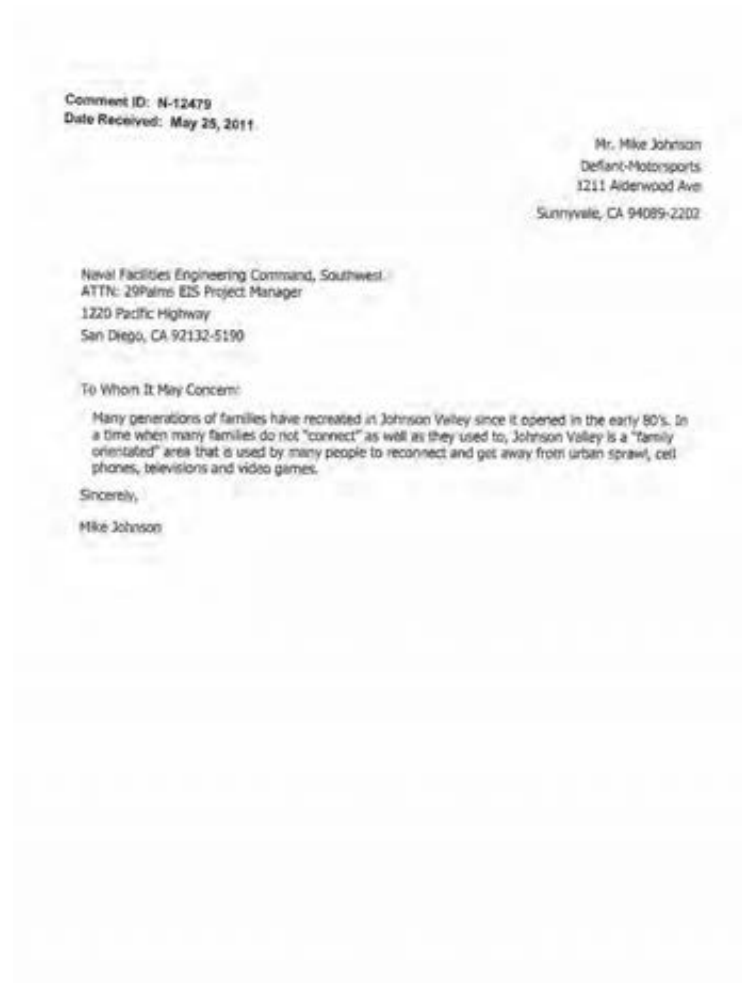 Comment ID: N-12479
Date Received: May 25, 2011
Mr. Mike Johnson
Defiant-Motorsports
1211 Alderwood Ave
Sunnyvale, CA 94089-2202
Naval Facilities Engineering Command, Southwest
ATTN: 29Palms EIS Project Manager
1220 Pacific Highway
San Diego, CA 92132-5190
To Whom It May Concern:
Many generations of families have recreated in Johnson Valley since it opened in the early 80's. In
a time when many families do not "connect" as well as they used to, Johnson Valley is a "family
orientated" area that is used by many people to reconnect and get away from urban sprawl, cell
phones, televisions and video games.
Sincerely,
Mike Johnson